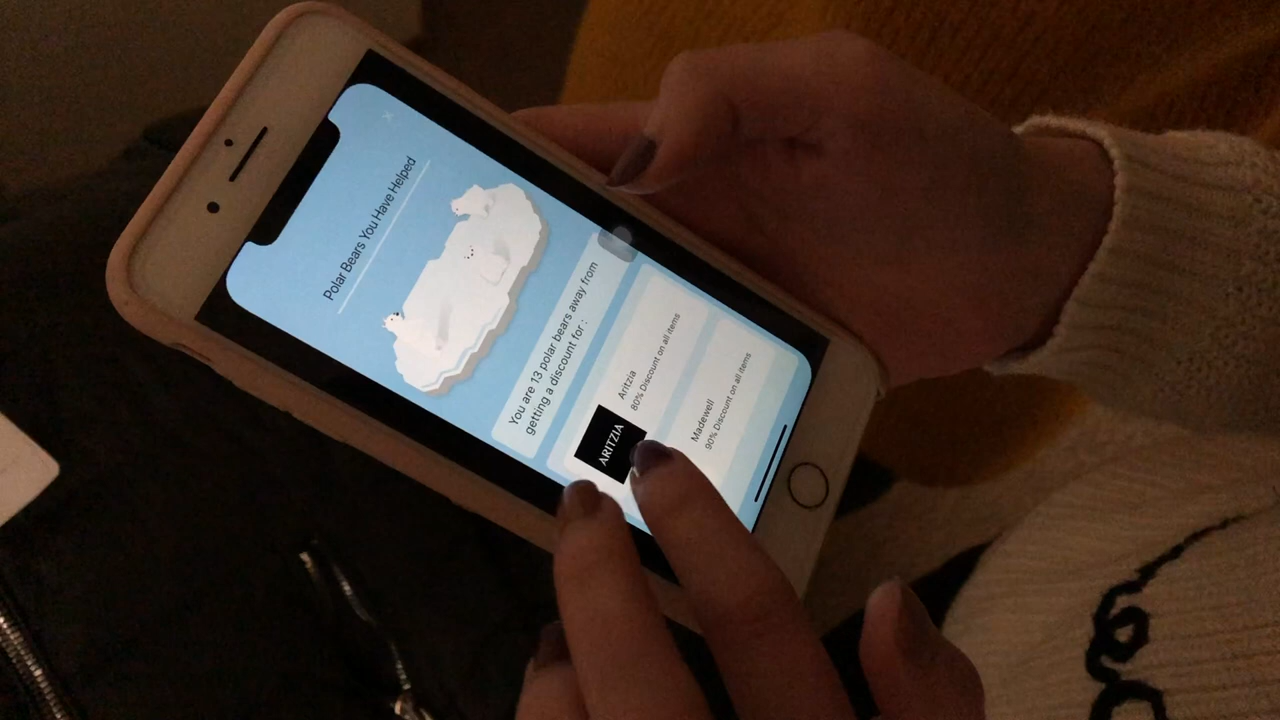 Polar Bears You Have Helped
You are 13 polar bears away from
getting a discount for :
ARITZIA
Aritzia
80% Discount on all items
Madewell
90% Discount on all items